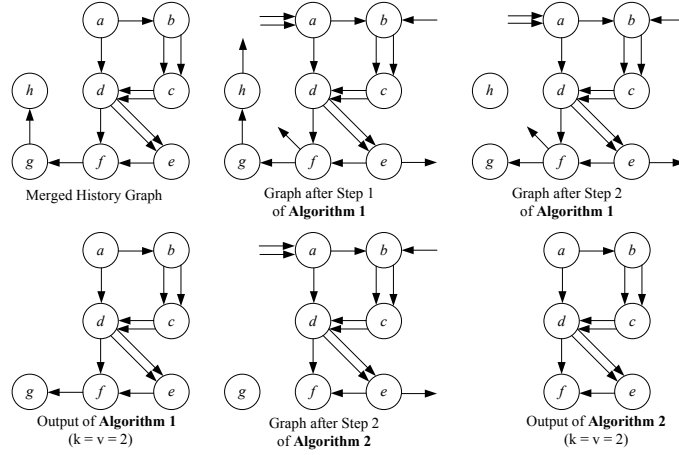 a b
a b
a b
h d c
h d c
h d c
g f e
g f e
g f e
Merged History Graph
Graph after Step 1
of Algorithm 1
Graph after Step 2
of Algorithm 1
a b
a b
a b
d c
d c
d c
g f e
g f e
f e
Output of Algorithm 1
(k = v = 2)
Graph after Step 2
of Algorithm 2
Output of Algorithm 2
(k = v = 2)